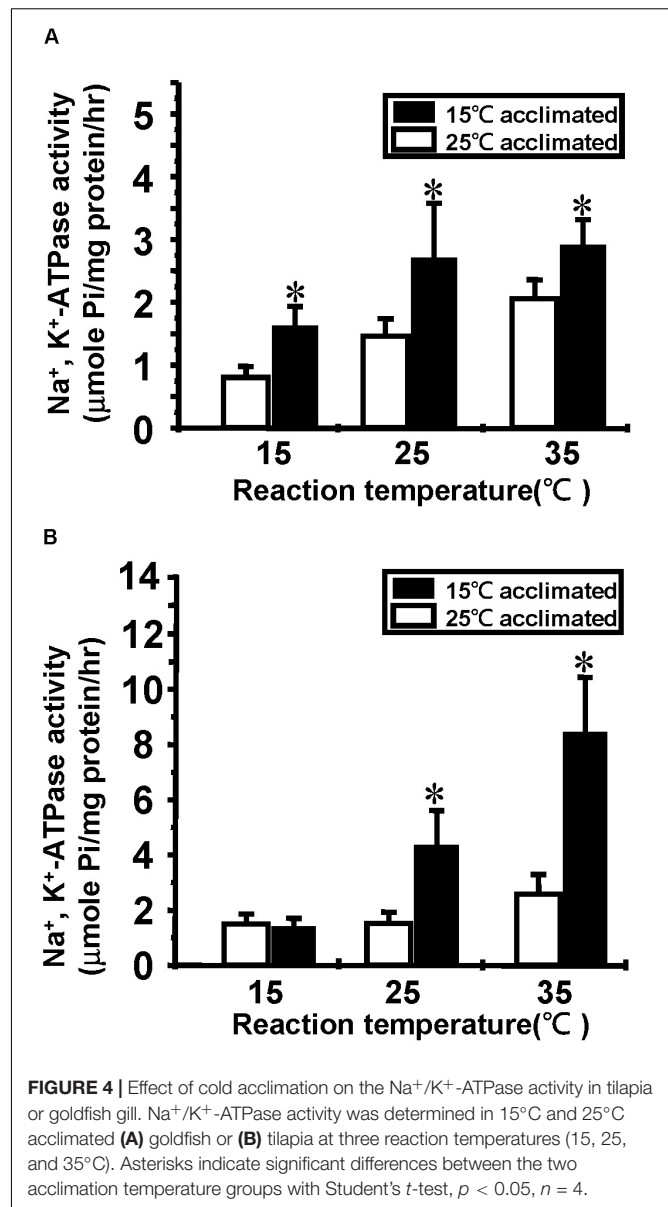 A
Na⁺, K⁺-ATPase activity
(μmole Pi/mg protein/hr)
5
4
3
2
1
0
15°C acclimated
25°C acclimated
*
*
*
15
25
35
Reaction temperature(°C )
B
Na⁺, K⁺-ATPase activity
(μmole Pi/mg protein/hr)
14
12
10
8
6
4
2
0
15°C acclimated
25°C acclimated
*
*
15
25
35
Reaction temperature(°C )
FIGURE 4 | Effect of cold acclimation on the Na⁺/K⁺-ATPase activity in tilapia
or goldfish gill. Na⁺/K⁺-ATPase activity was determined in 15°C and 25°C
acclimated (A) goldfish or (B) tilapia at three reaction temperatures (15, 25,
and 35°C). Asterisks indicate significant differences between the two
acclimation temperature groups with Student's t-test, p < 0.05, n = 4.